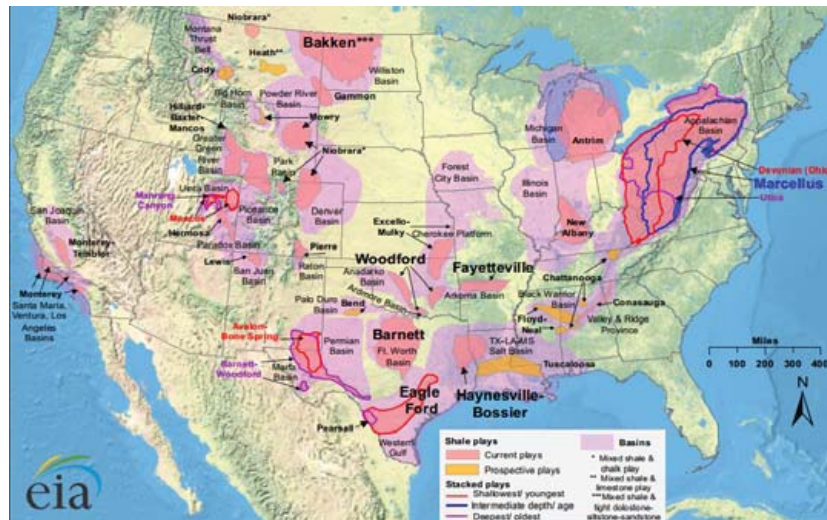 Niobrara*
Montana
Thrust
Belt
Bakken***
Heath**
Cody
Williston
Basin
Big Horn
Basin
Powder River
Basin
Gammon
Hilliard-
Baxter-
Mancos
Mowry
Greater
Green
River
Basin
Niobrara*
Park
Basin
Michigan
Basin
Antrim
Appalachian
Basin
Devonian (Ohio
Marcellus
Utica
Forest
City Basin
Illinois
Basin
Uinta Basin
Manning
Canyon
Mancos
Piceance
Basin
Denver
Basin
San Joaquin
Basin
Hermosa
Paradox Basin
Excello-
Mulky
Cherokee Platform
New
Albany
Monterey-
Temblor
Lewis
San Juan
Basin
Pierre
Raton
Basin
Woodford
Anadarko
Basin
Fayetteville
Chattanooga
Monterey
Santa Maria,
Ventura, Los
Angeles
Basins
Palo Duro
Basin
Bend
Ardmore Basin
Arkoma Basin
Black Warrior
Basin
Conasauga
Floyd-
Neal
Valley & Ridge
Province
Avalon-
Bone Spring
Permian
Basin
Barnett
Ft. Worth
Basin
TX-LA-MS
Salt Basin
Tuscaloosa
Miles
0 100 200 300 400
N
Barnett-
Woodford
Marfa
Basin
Eagle
Ford
Haynesville-
Bossier
Pearsall
Western
Gulf
eia
Shale plays
Current plays
Prospective plays
Stacked plays
Shallowest/ youngest
Intermediate depth/ age
Deepest/ oldest
Basins
* Mixed shale &
chalk play
** Mixed shale &
limestone play
***Mixed shale &
tight dolostone-
siltstone-sandstone